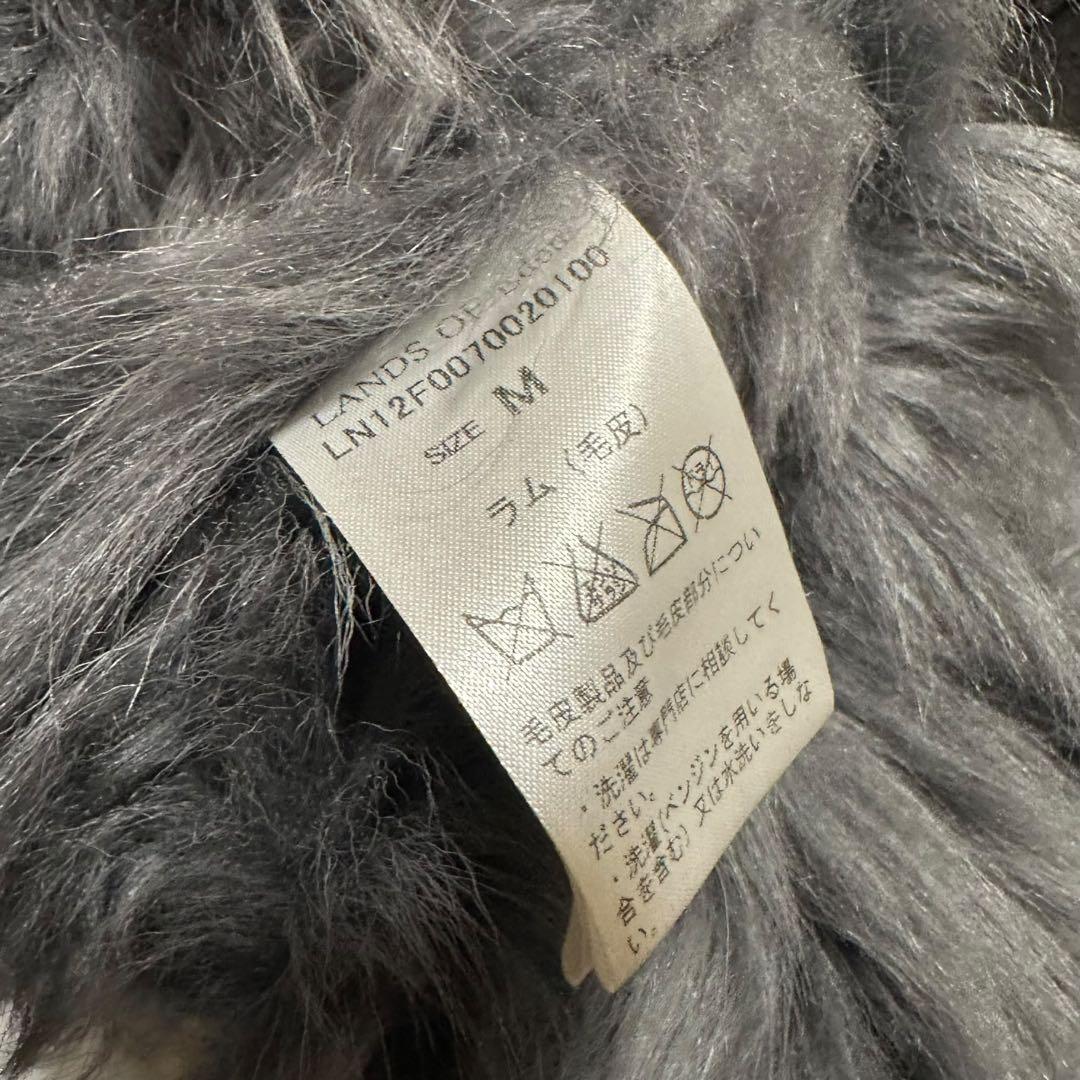 LANDS OF
LN12F0070020100
SIZE M
ラム (毛皮)
毛皮製品及び毛皮部分につい
てのご注意
・洗濯は専門店に相談してく
ださい。
・洗濯(ベンジンを用いる場
合を含む) 又は水洗いをしな
い。